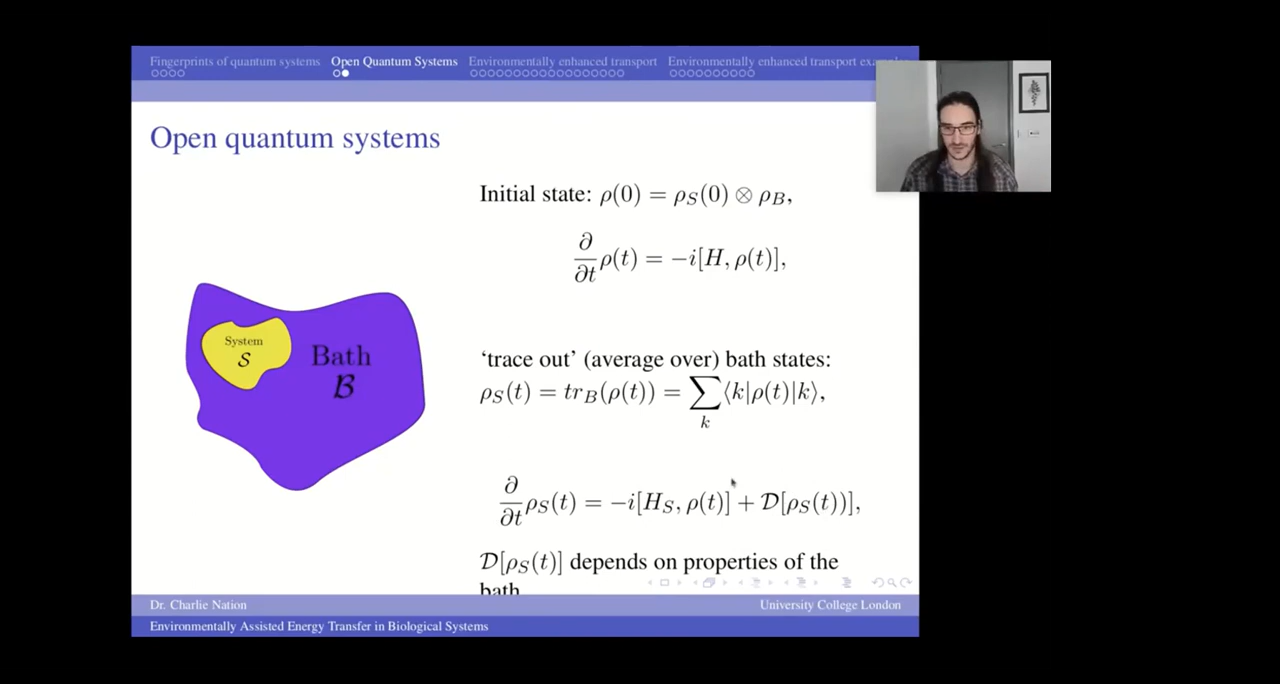 Fingerprints of quantum systems Open Quantum Systems Environmentally enhanced transport Environmentally enhanced transport
Open quantum systems
Initial state: ρ(0) = ρ_S(0) ⊗ ρ_B,
∂/∂t ρ(t) = −i[H, ρ(t)],
System
𝒮
Bath
ℬ
‘trace out’ (average over) bath states:
ρ_S(t) = tr_B(ρ(t)) = ∑_k ⟨k|ρ(t)|k⟩,
∂/∂t ρ_S(t) = −i[H_S, ρ(t)] + 𝒟[ρ_S(t))],
𝒟[ρ_S(t)] depends on properties of the
bath
Dr. Charlie Nation University College London
Environmentally Assisted Energy Transfer in Biological Systems